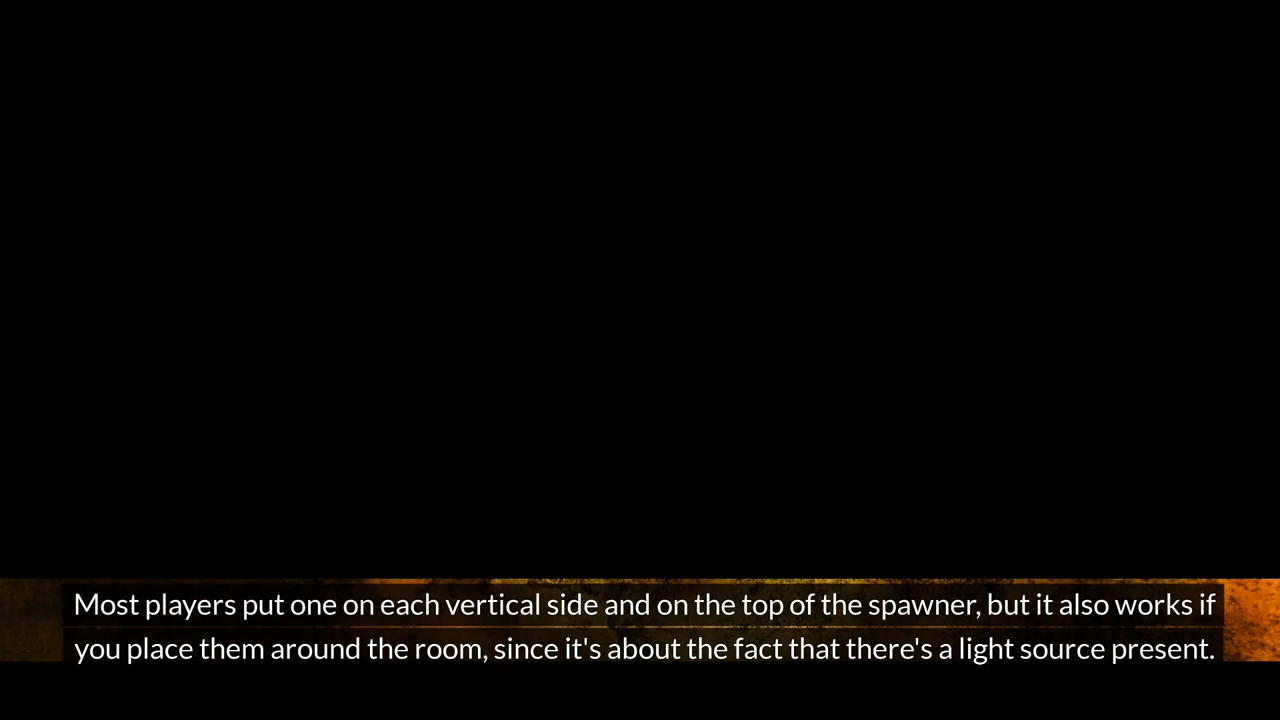 Most players put one on each vertical side and on the top of the spawner, but it also works if
you place them around the room, since it's about the fact that there's a light source present.